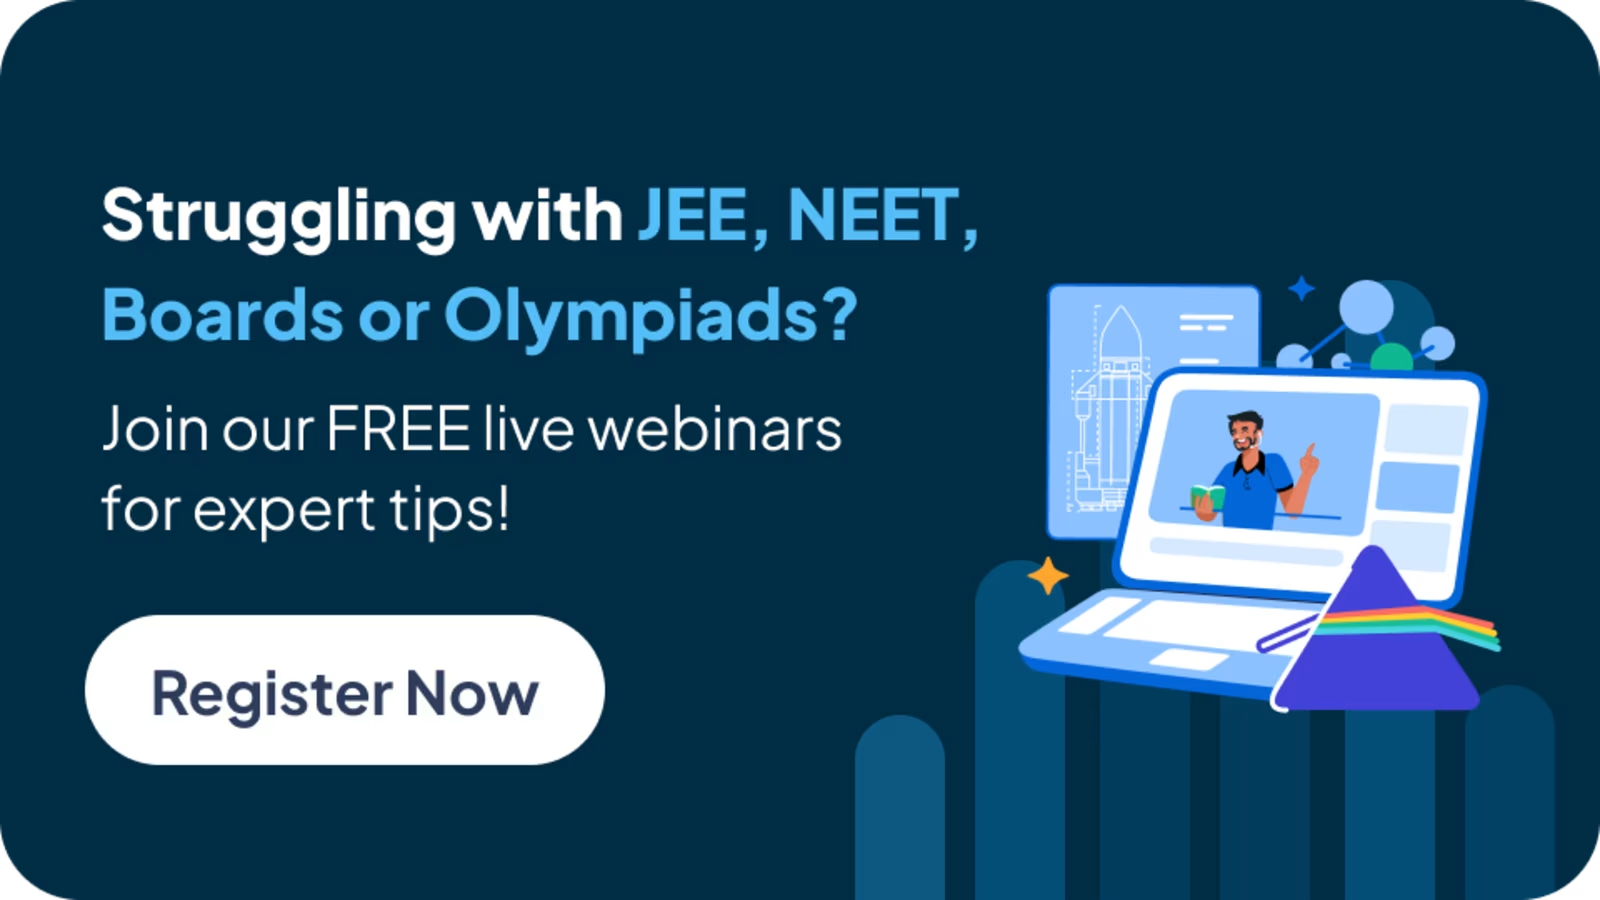 Struggling with JEE, NEET,
Boards or Olympiads?
Join our FREE live webinars
for expert tips!
Register Now